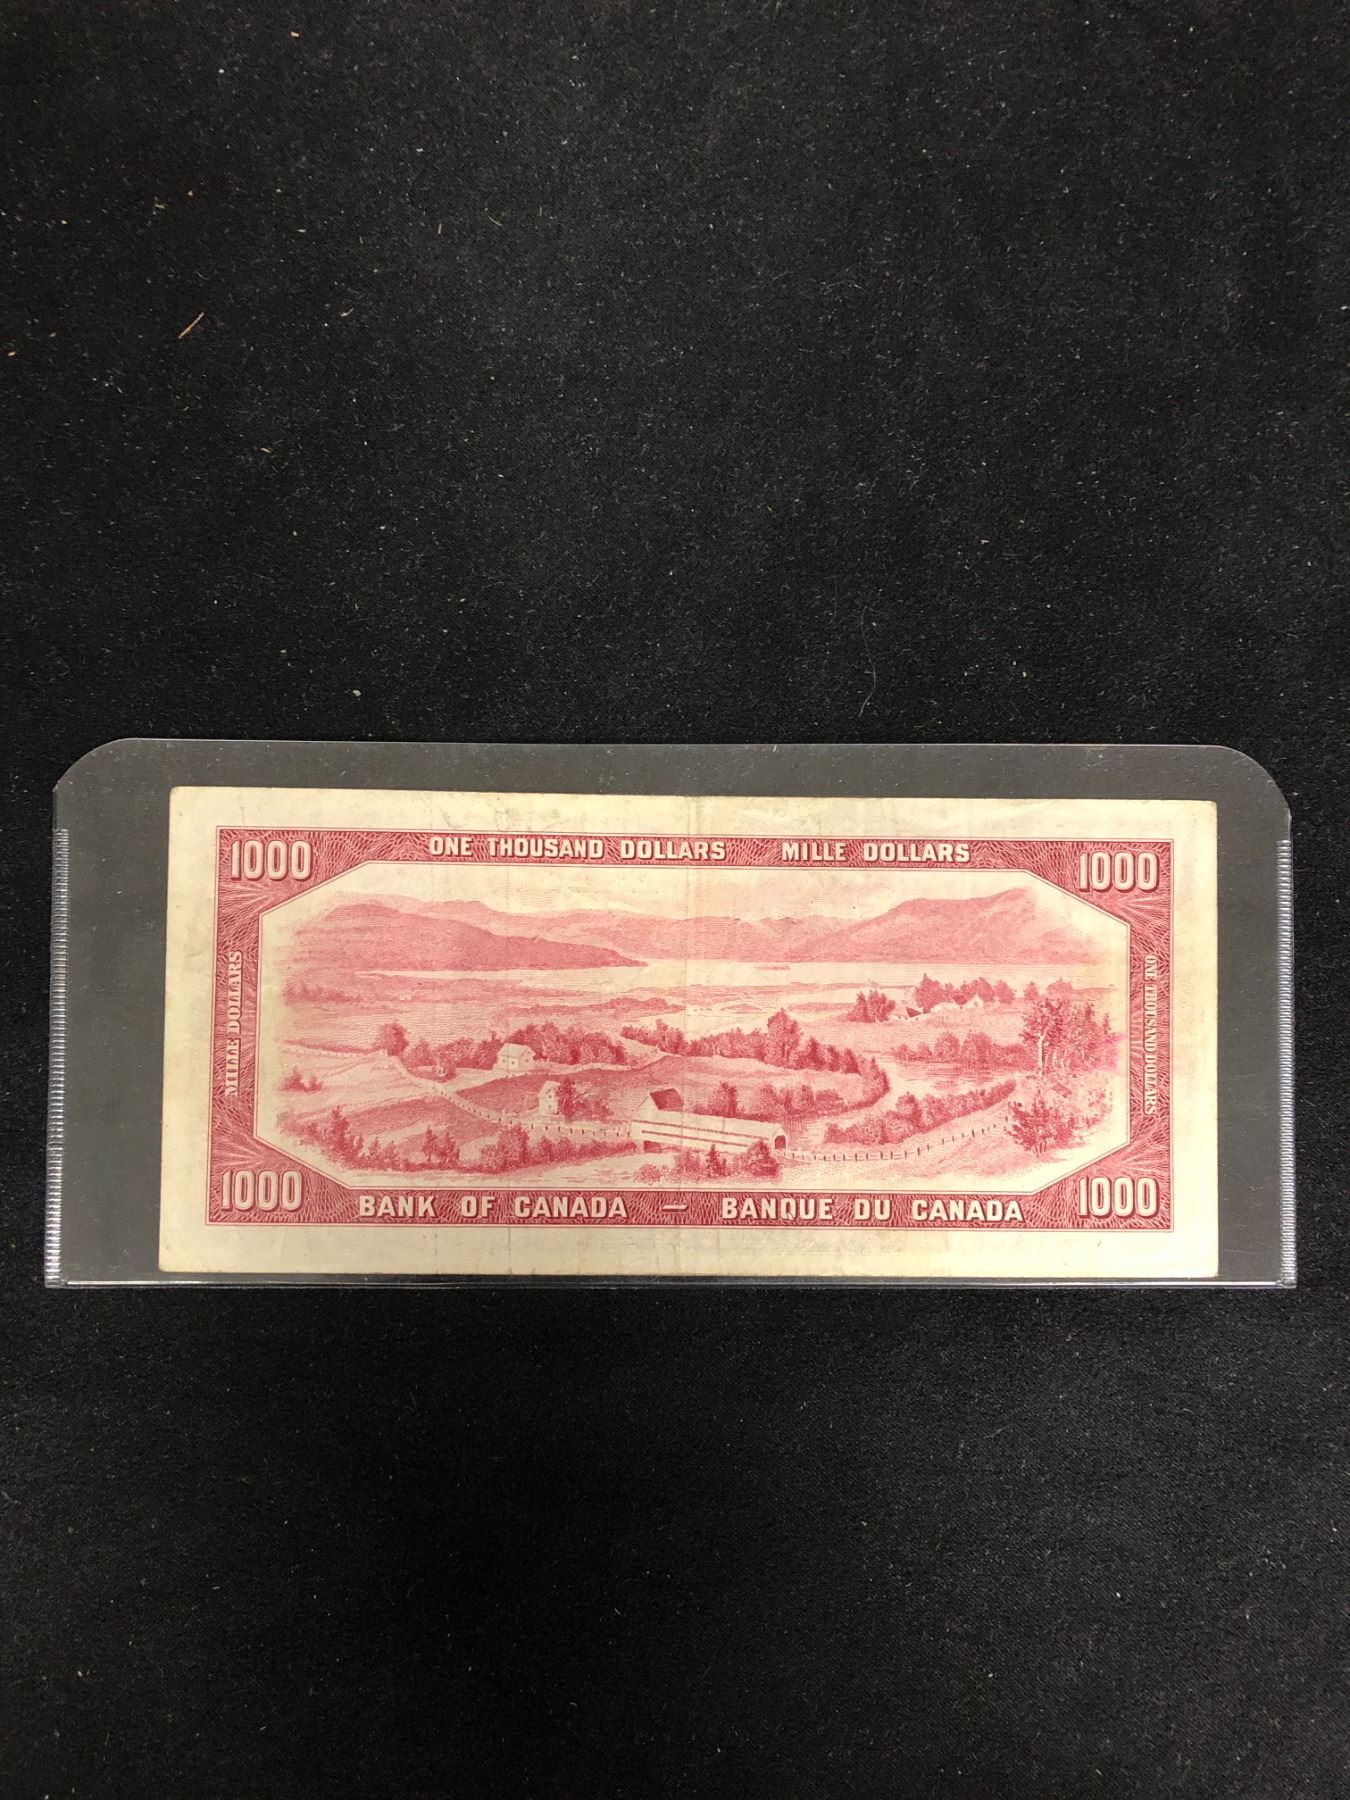 ONE THOUSAND DOLLARS MILLE DOLLARS
1000
1000
MILLE DOLLARS
ONE THOUSAND DOLLARS
1000
1000
BANK OF CANADA — BANQUE DU CANADA